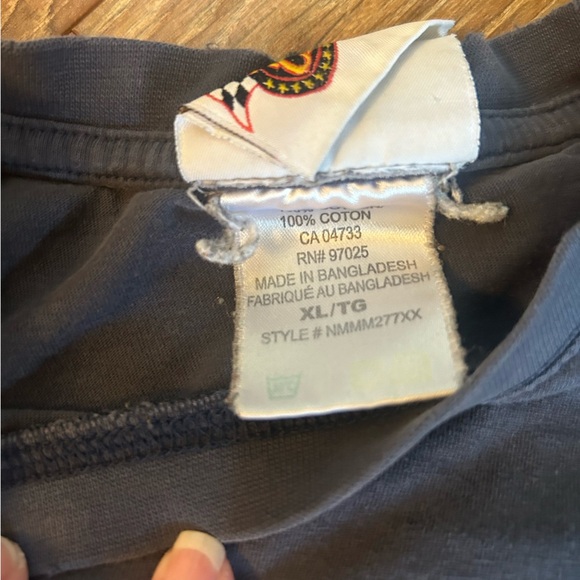 100% COTON
CA 04733
RN# 97025
MADE IN BANGLADESH
FABRIQUÉ AU BANGLADESH
XL/TG
STYLE # NMMM277XX